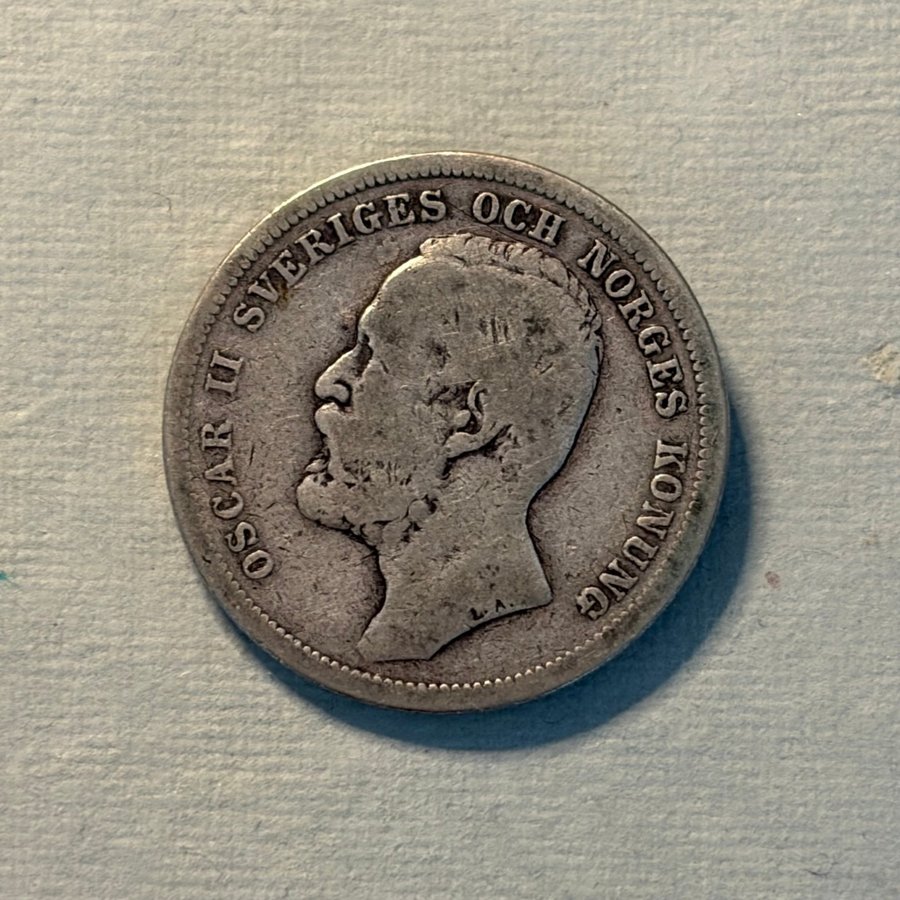 OSCAR II SVERIGES OCH NORGES KONUNG
L. A.